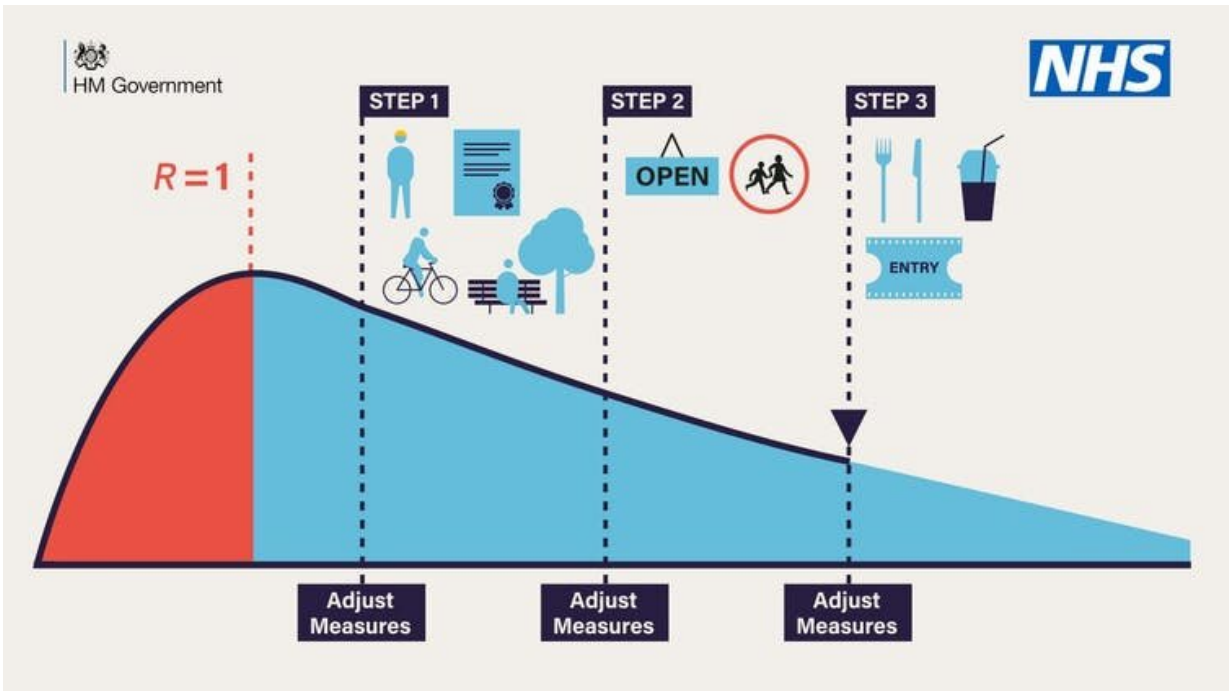 HM Government
NHS
STEP 1
STEP 2
STEP 3
R=1
OPEN
ENTRY
Adjust
Measures
Adjust
Measures
Adjust
Measures